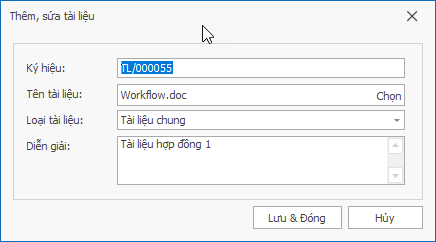 Thêm, sửa tài liệu
Ký hiệu: TL/000055
Tên tài liệu: Workflow.doc Chọn
Loại tài liệu: Tài liệu chung
Diễn giải: Tài liệu hợp đồng 1
Lưu & Đóng Hủy